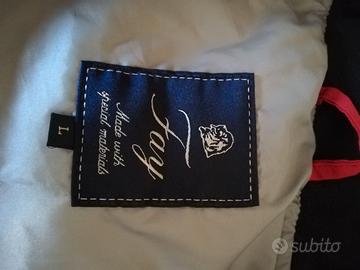 Fay
Made with
special materials
L
subito